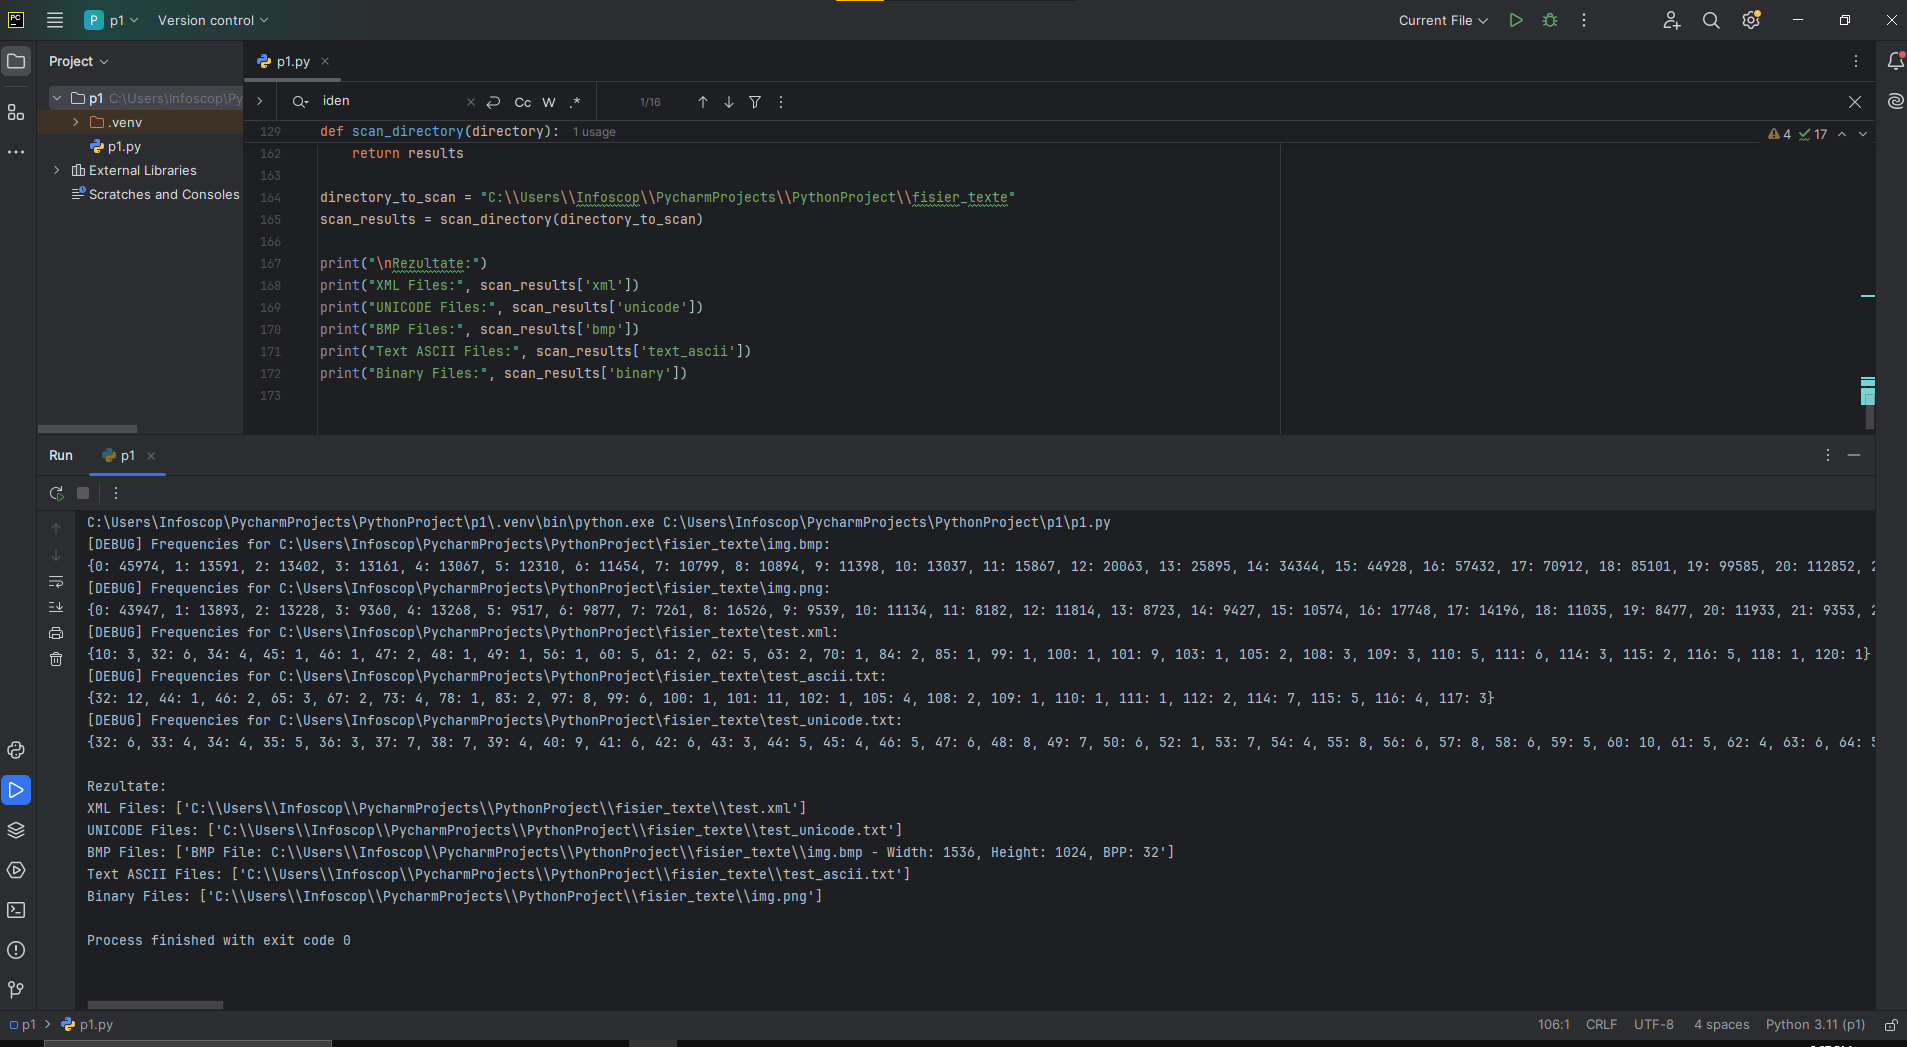 PC
P p1
Version control
Current File
Project
p1 C:\Users\Infoscop\Py
.venv
p1.py
External Libraries
Scratches and Consoles
p1.py
iden
Cc W .*
1/16
129 def scan_directory(directory): 1 usage
4 17
162 return results
163
164 directory_to_scan = "C:\\Users\\Infoscop\\PycharmProjects\\PythonProject\\fisier_texte"
165 scan_results = scan_directory(directory_to_scan)
166
167 print("\nRezultate:")
168 print("XML Files:", scan_results['xml'])
169 print("UNICODE Files:", scan_results['unicode'])
170 print("BMP Files:", scan_results['bmp'])
171 print("Text ASCII Files:", scan_results['text_ascii'])
172 print("Binary Files:", scan_results['binary'])
173
Run p1
C:\Users\Infoscop\PycharmProjects\PythonProject\p1\.venv\bin\python.exe C:\Users\Infoscop\PycharmProjects\PythonProject\p1\p1.py
[DEBUG] Frequencies for C:\Users\Infoscop\PycharmProjects\PythonProject\fisier_texte\img.bmp:
{0: 45974, 1: 13591, 2: 13402, 3: 13161, 4: 13067, 5: 12310, 6: 11454, 7: 10799, 8: 10894, 9: 11398, 10: 13037, 11: 15867, 12: 20063, 13: 25895, 14: 34344, 15: 44928, 16: 57432, 17: 70912, 18: 85101, 19: 99585, 20: 112852, 2
[DEBUG] Frequencies for C:\Users\Infoscop\PycharmProjects\PythonProject\fisier_texte\img.png:
{0: 43947, 1: 13893, 2: 13228, 3: 9360, 4: 13268, 5: 9517, 6: 9877, 7: 7261, 8: 16526, 9: 9539, 10: 11134, 11: 8182, 12: 11814, 13: 8723, 14: 9427, 15: 10574, 16: 17748, 17: 14196, 18: 11035, 19: 8477, 20: 11933, 21: 9353, 2
[DEBUG] Frequencies for C:\Users\Infoscop\PycharmProjects\PythonProject\fisier_texte\test.xml:
{10: 3, 32: 6, 34: 4, 45: 1, 46: 1, 47: 2, 48: 1, 49: 1, 56: 1, 60: 5, 61: 2, 62: 5, 63: 2, 70: 1, 84: 2, 85: 1, 99: 1, 100: 1, 101: 9, 103: 1, 105: 2, 108: 3, 109: 3, 110: 5, 111: 6, 114: 3, 115: 2, 116: 5, 118: 1, 120: 1}
[DEBUG] Frequencies for C:\Users\Infoscop\PycharmProjects\PythonProject\fisier_texte\test_ascii.txt:
{32: 12, 44: 1, 46: 2, 65: 3, 67: 2, 73: 4, 78: 1, 83: 2, 97: 8, 99: 6, 100: 1, 101: 11, 102: 1, 105: 4, 108: 2, 109: 1, 110: 1, 111: 1, 112: 2, 114: 7, 115: 5, 116: 4, 117: 3}
[DEBUG] Frequencies for C:\Users\Infoscop\PycharmProjects\PythonProject\fisier_texte\test_unicode.txt:
{32: 6, 33: 4, 34: 4, 35: 5, 36: 3, 37: 7, 38: 7, 39: 4, 40: 9, 41: 6, 42: 6, 43: 3, 44: 5, 45: 4, 46: 5, 47: 6, 48: 8, 49: 7, 50: 6, 52: 1, 53: 7, 54: 4, 55: 8, 56: 6, 57: 8, 58: 6, 59: 5, 60: 10, 61: 5, 62: 4, 63: 6, 64: 5
Rezultate:
XML Files: ['C:\\Users\\Infoscop\\PycharmProjects\\PythonProject\\fisier_texte\\test.xml']
UNICODE Files: ['C:\\Users\\Infoscop\\PycharmProjects\\PythonProject\\fisier_texte\\test_unicode.txt']
BMP Files: ['BMP File: C:\\Users\\Infoscop\\PycharmProjects\\PythonProject\\fisier_texte\\img.bmp - Width: 1536, Height: 1024, BPP: 32']
Text ASCII Files: ['C:\\Users\\Infoscop\\PycharmProjects\\PythonProject\\fisier_texte\\test_ascii.txt']
Binary Files: ['C:\\Users\\Infoscop\\PycharmProjects\\PythonProject\\fisier_texte\\img.png']
Process finished with exit code 0
p1 > p1.py
106:1 CRLF UTF-8 4 spaces Python 3.11 (p1)